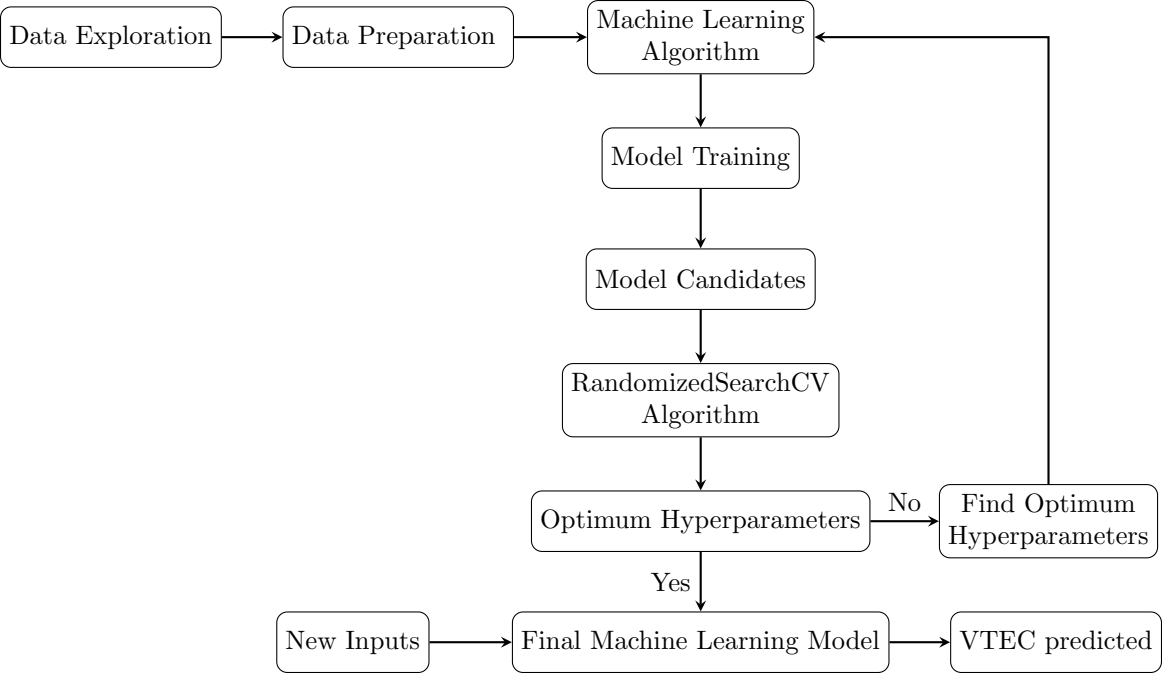 Data Exploration
Data Preparation
Machine Learning
Algorithm
Model Training
Model Candidates
RandomizedSearchCV
Algorithm
Optimum Hyperparameters
No
Find Optimum
Hyperparameters
Yes
New Inputs
Final Machine Learning Model
VTEC predicted